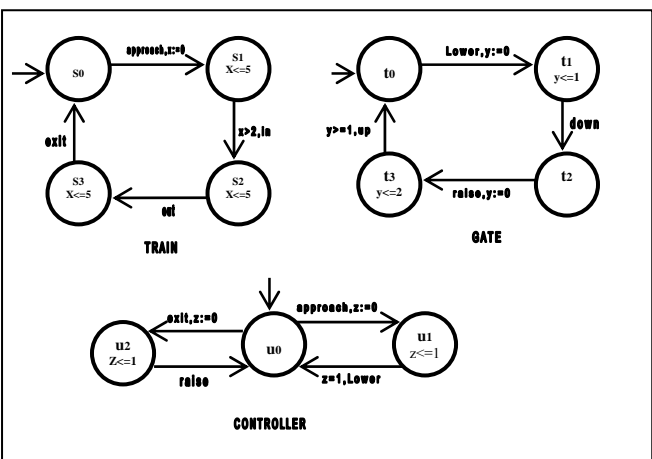 approach,x:=0
s0
S1
X<=5
exit
x>2,in
S3
X<=5
S2
X<=5
out
TRAIN
Lower,y:=0
t0
t1
y<=1
y>=1,up
down
t3
y<=2
t2
raise,y:=0
GATE
exit,z:=0
approach,z:=0
u2
Z<=1
u0
u1
z<=1
raise
z=1,Lower
CONTROLLER